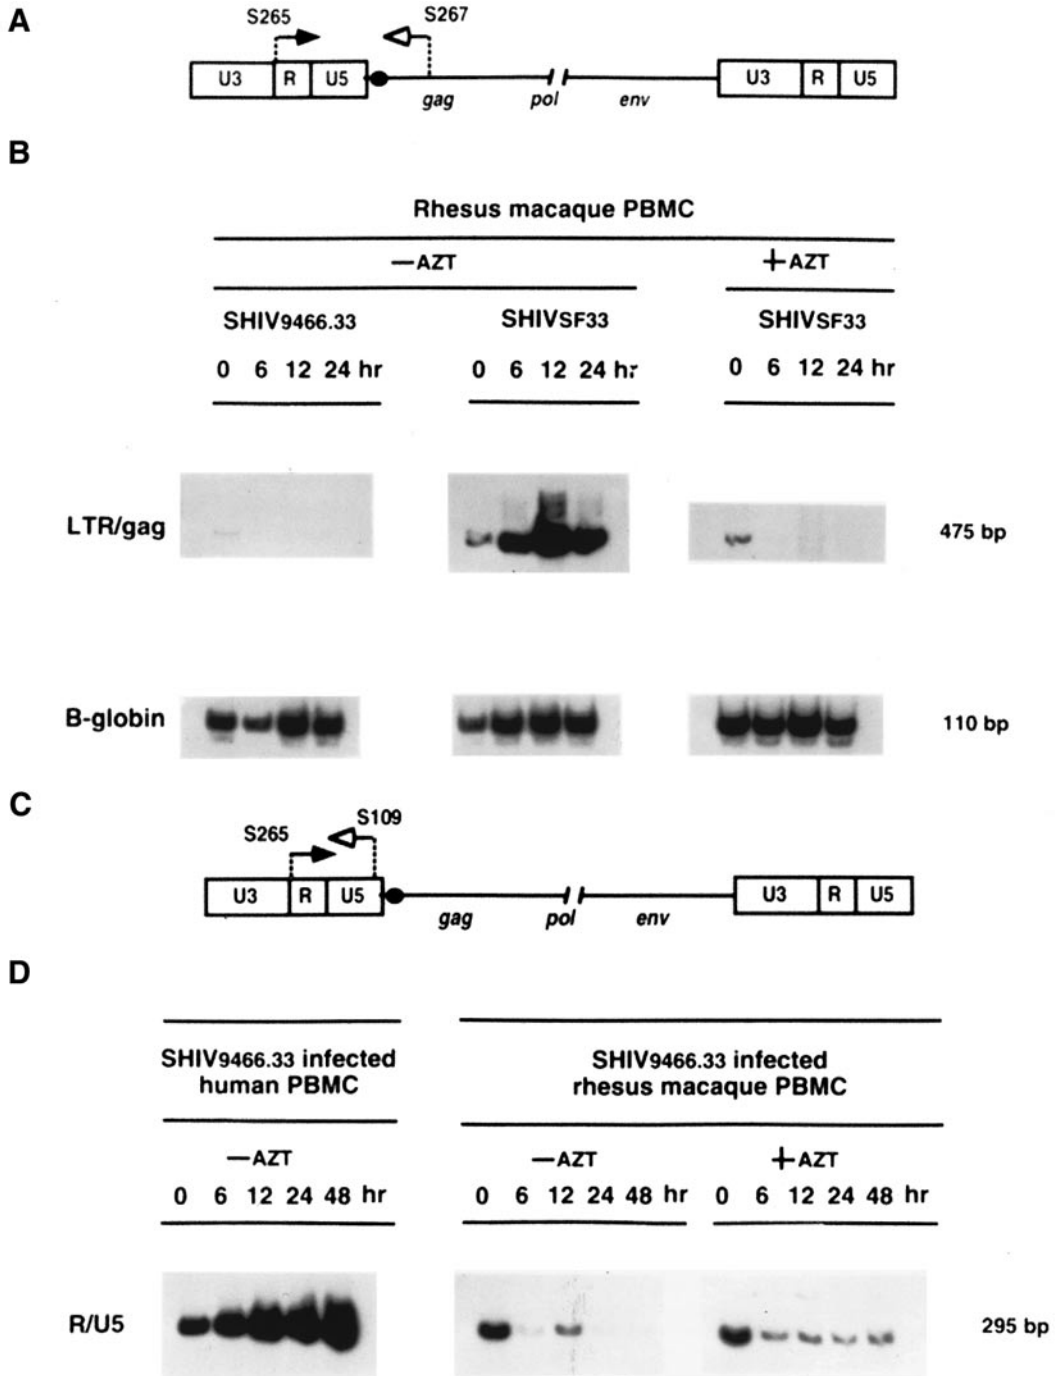 A
S265 S267
U3 R U5 U3 R U5
gag pol env
B
Rhesus macaque PBMC
—AZT +AZT
SHIV9466.33 SHIVSF33 SHIVSF33
0 6 12 24 hr 0 6 12 24 hr 0 6 12 24 hr
LTR/gag 475 bp
B-globin 110 bp
C
S109
S265
U3 R U5 U3 R U5
gag pol env
D
SHIV9466.33 infected SHIV9466.33 infected
human PBMC rhesus macaque PBMC
—AZT —AZT +AZT
0 6 12 24 48 hr 0 6 12 24 48 hr 0 6 12 24 48 hr
R/U5 295 bp